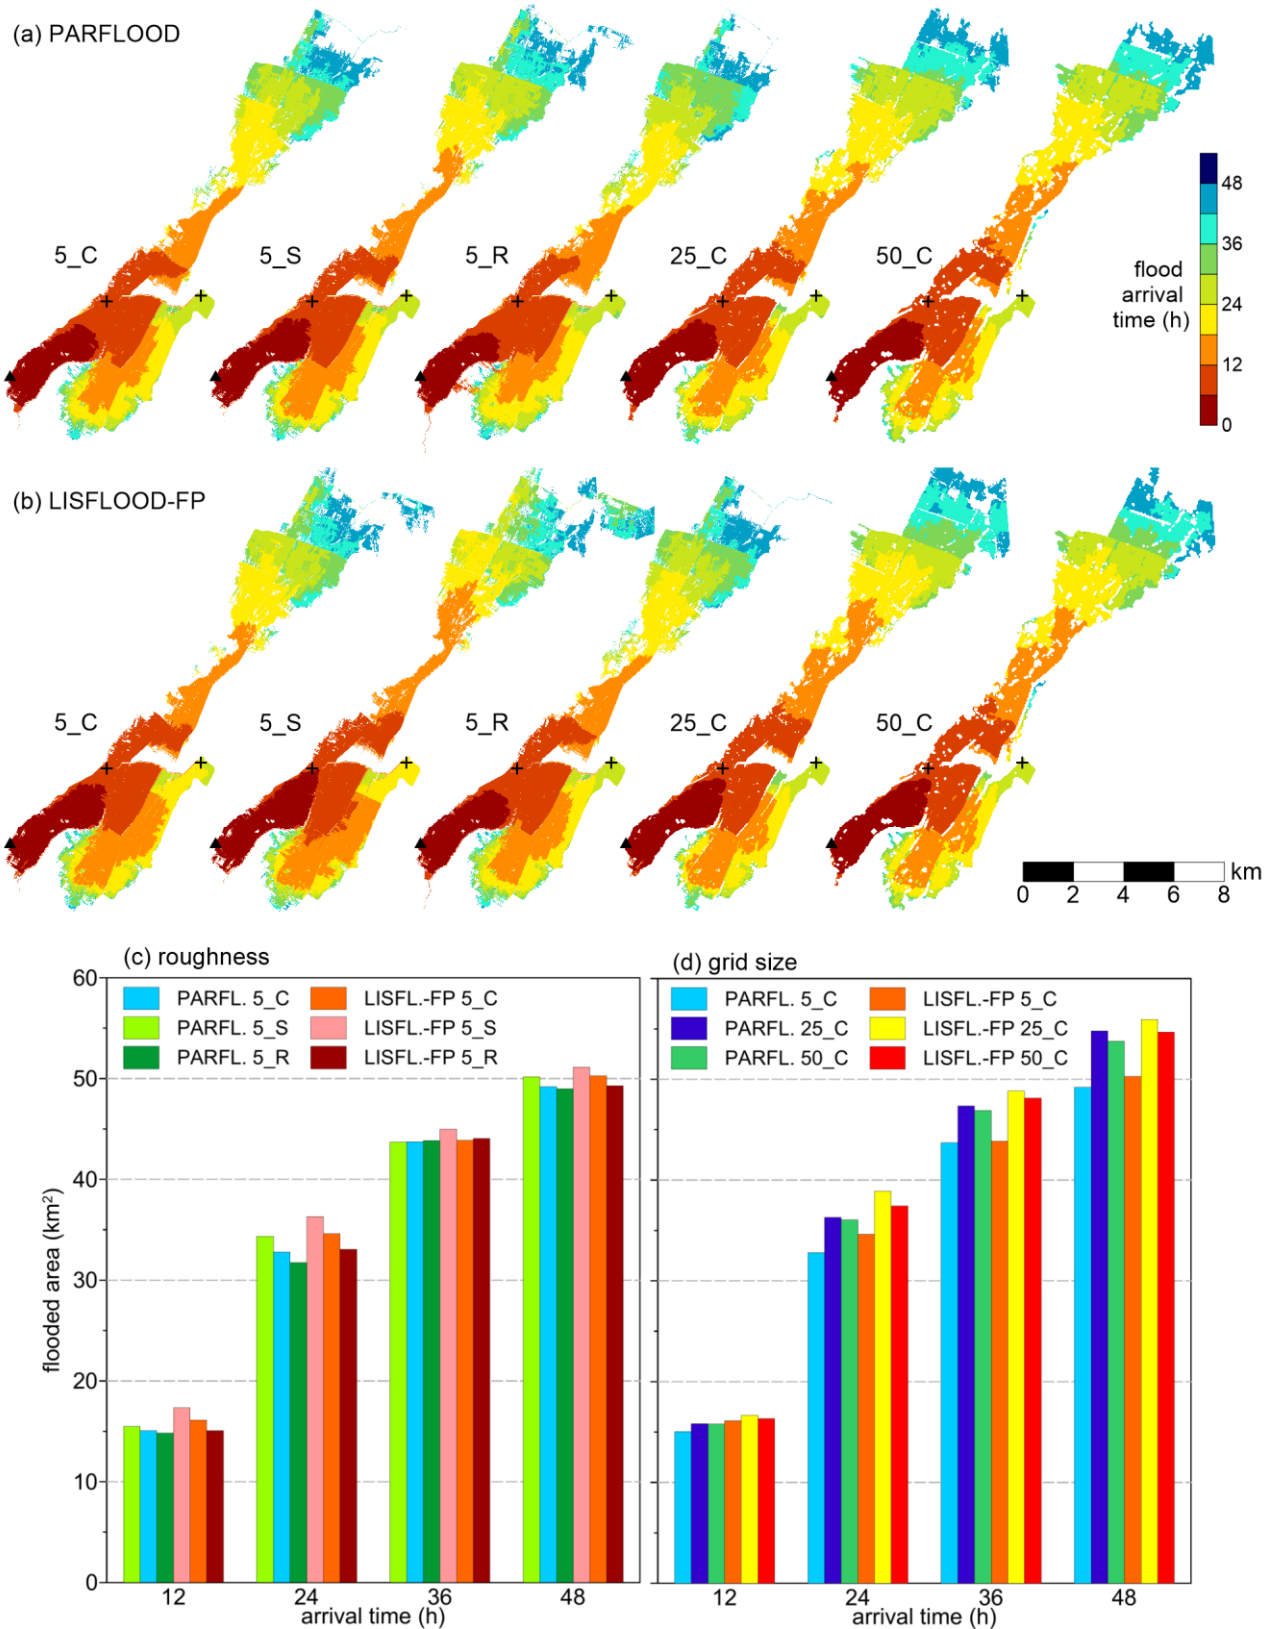 (a) PARFLOOD
5_C
5_S
5_R
25_C
50_C
flood
arrival
time (h)
48
36
24
12
0
(b) LISFLOOD-FP
5_C
5_S
5_R
25_C
50_C
km
0 2 4 6 8
(c) roughness
PARFL. 5_C
LISFL.-FP 5_C
PARFL. 5_S
LISFL.-FP 5_S
PARFL. 5_R
LISFL.-FP 5_R
60
50
40
30
20
10
0
flooded area (km²)
12 24 36 48
arrival time (h)
(d) grid size
PARFL. 5_C
LISFL.-FP 5_C
PARFL. 25_C
LISFL.-FP 25_C
PARFL. 50_C
LISFL.-FP 50_C
12 24 36 48
arrival time (h)